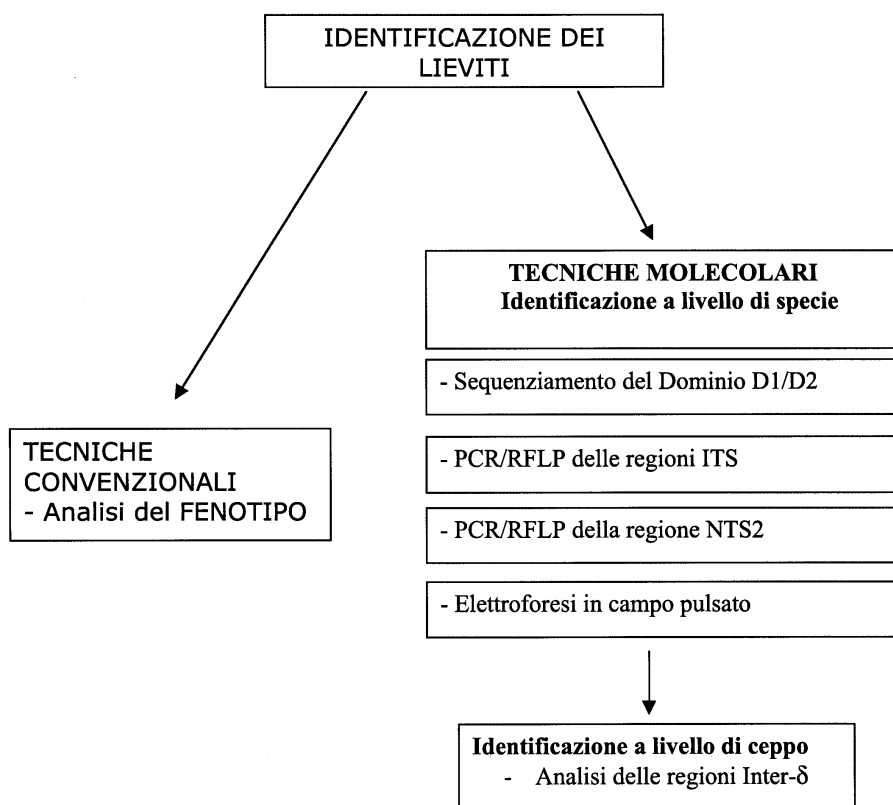 IDENTIFICAZIONE DEI
LIEVITI
TECNICHE MOLECOLARI
Identificazione a livello di specie
- Sequenziamento del Dominio D1/D2
TECNICHE
CONVENZIONALI
- Analisi del FENOTIPO
- PCR/RFLP delle regioni ITS
- PCR/RFLP della regione NTS2
- Elettroforesi in campo pulsato
Identificazione a livello di ceppo
- Analisi delle regioni Inter-δ